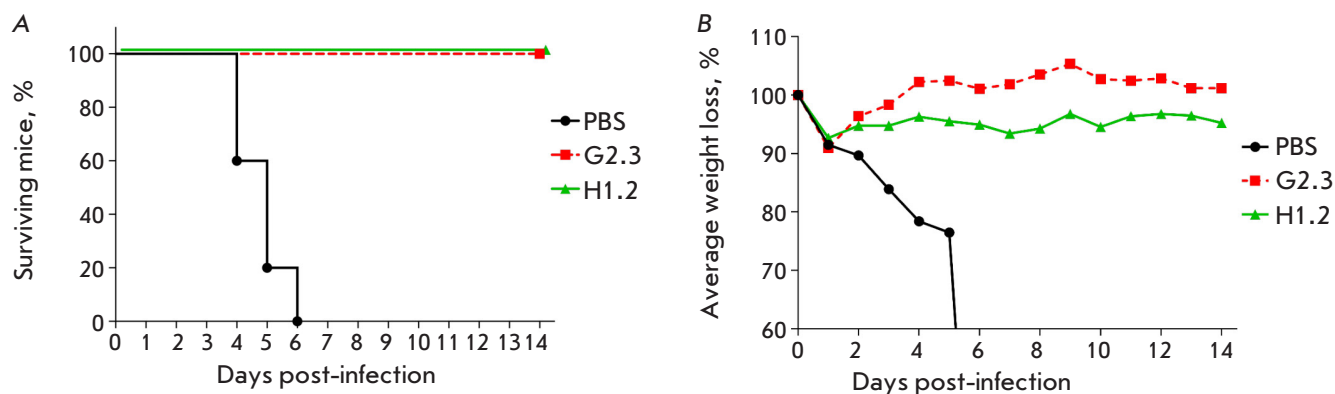 A
Surviving mice, %
100
80
60
40
20
0
0 1 2 3 4 5 6 7 8 9 10 11 12 13 14
Days post-infection
PBS
G2.3
H1.2
B
Average weight loss, %
110
100
90
80
70
60
0 2 4 6 8 10 12 14
Days post-infection
PBS
G2.3
H1.2